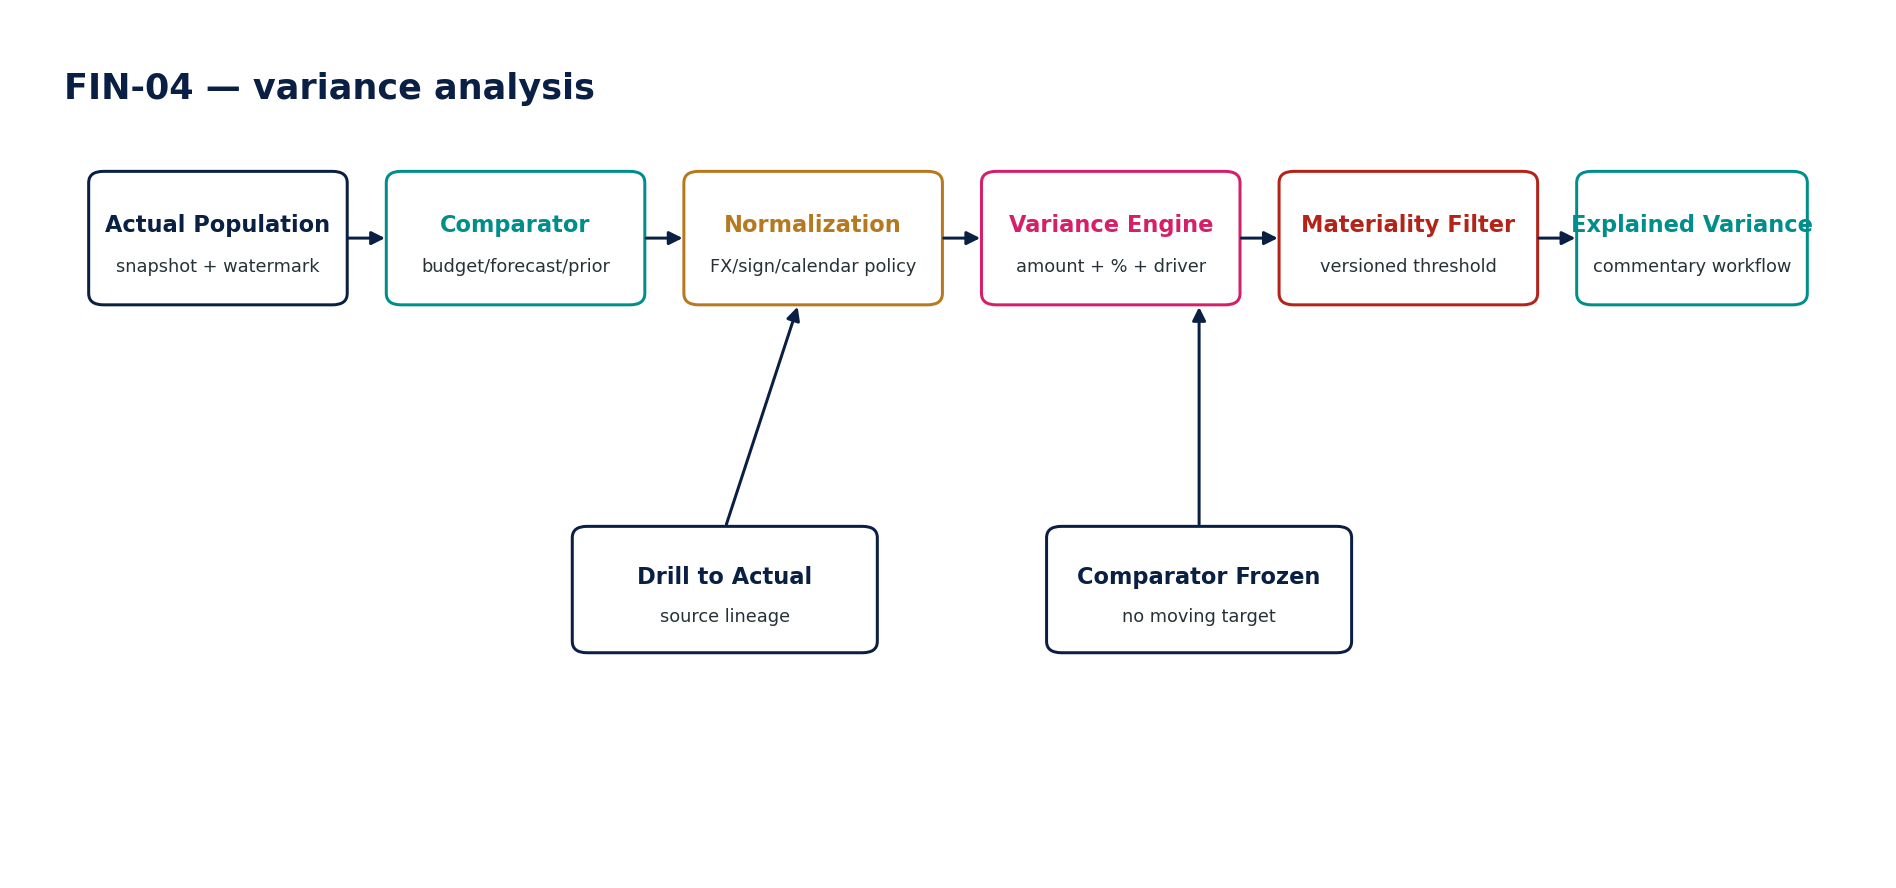 FIN-04 — variance analysis
Actual Population
snapshot + watermark
Comparator
budget/forecast/prior
Normalization
FX/sign/calendar policy
Variance Engine
amount + % + driver
Materiality Filter
versioned threshold
Explained Variance
commentary workflow
Drill to Actual
source lineage
Comparator Frozen
no moving target